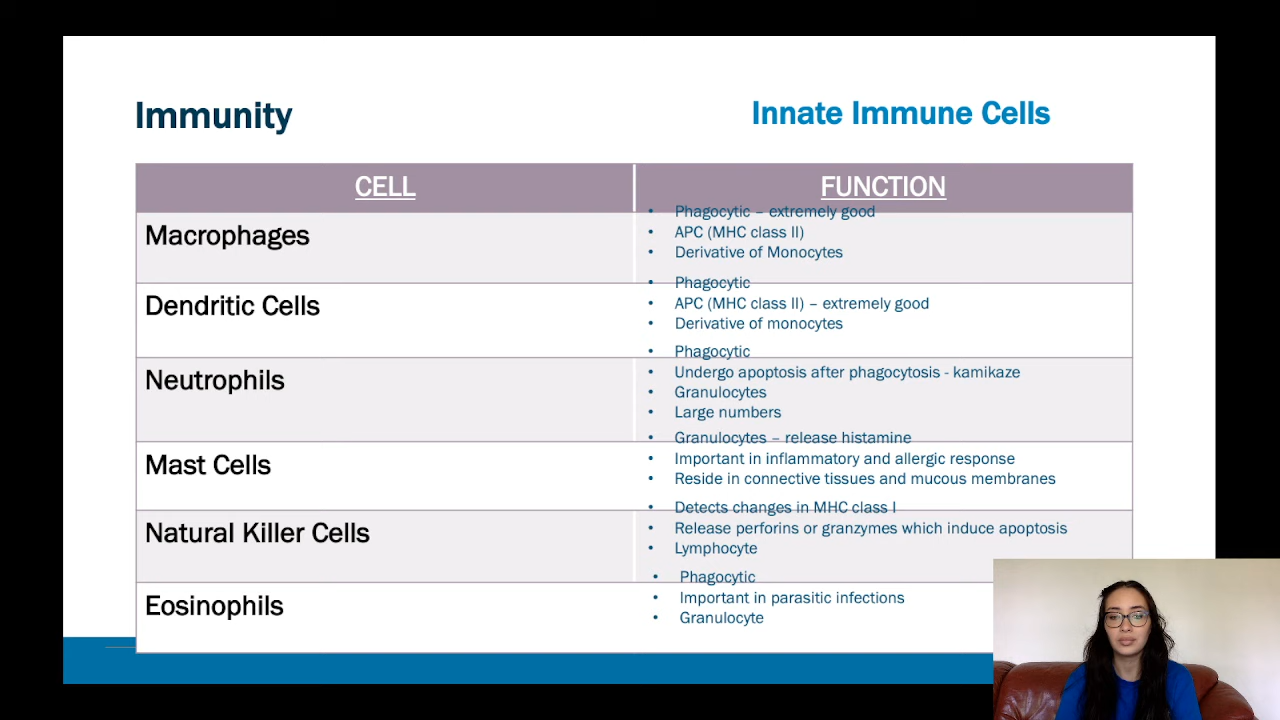 Immunity
Innate Immune Cells
CELL
FUNCTION
Macrophages
• Phagocytic – extremely good
• APC (MHC class II)
• Derivative of Monocytes
Dendritic Cells
• Phagocytic
• APC (MHC class II) – extremely good
• Derivative of monocytes
Neutrophils
• Phagocytic
• Undergo apoptosis after phagocytosis - kamikaze
• Granulocytes
• Large numbers
Mast Cells
• Granulocytes – release histamine
• Important in inflammatory and allergic response
• Reside in connective tissues and mucous membranes
Natural Killer Cells
• Detects changes in MHC class I
• Release perforins or granzymes which induce apoptosis
• Lymphocyte
Eosinophils
• Phagocytic
• Important in parasitic infections
• Granulocyte